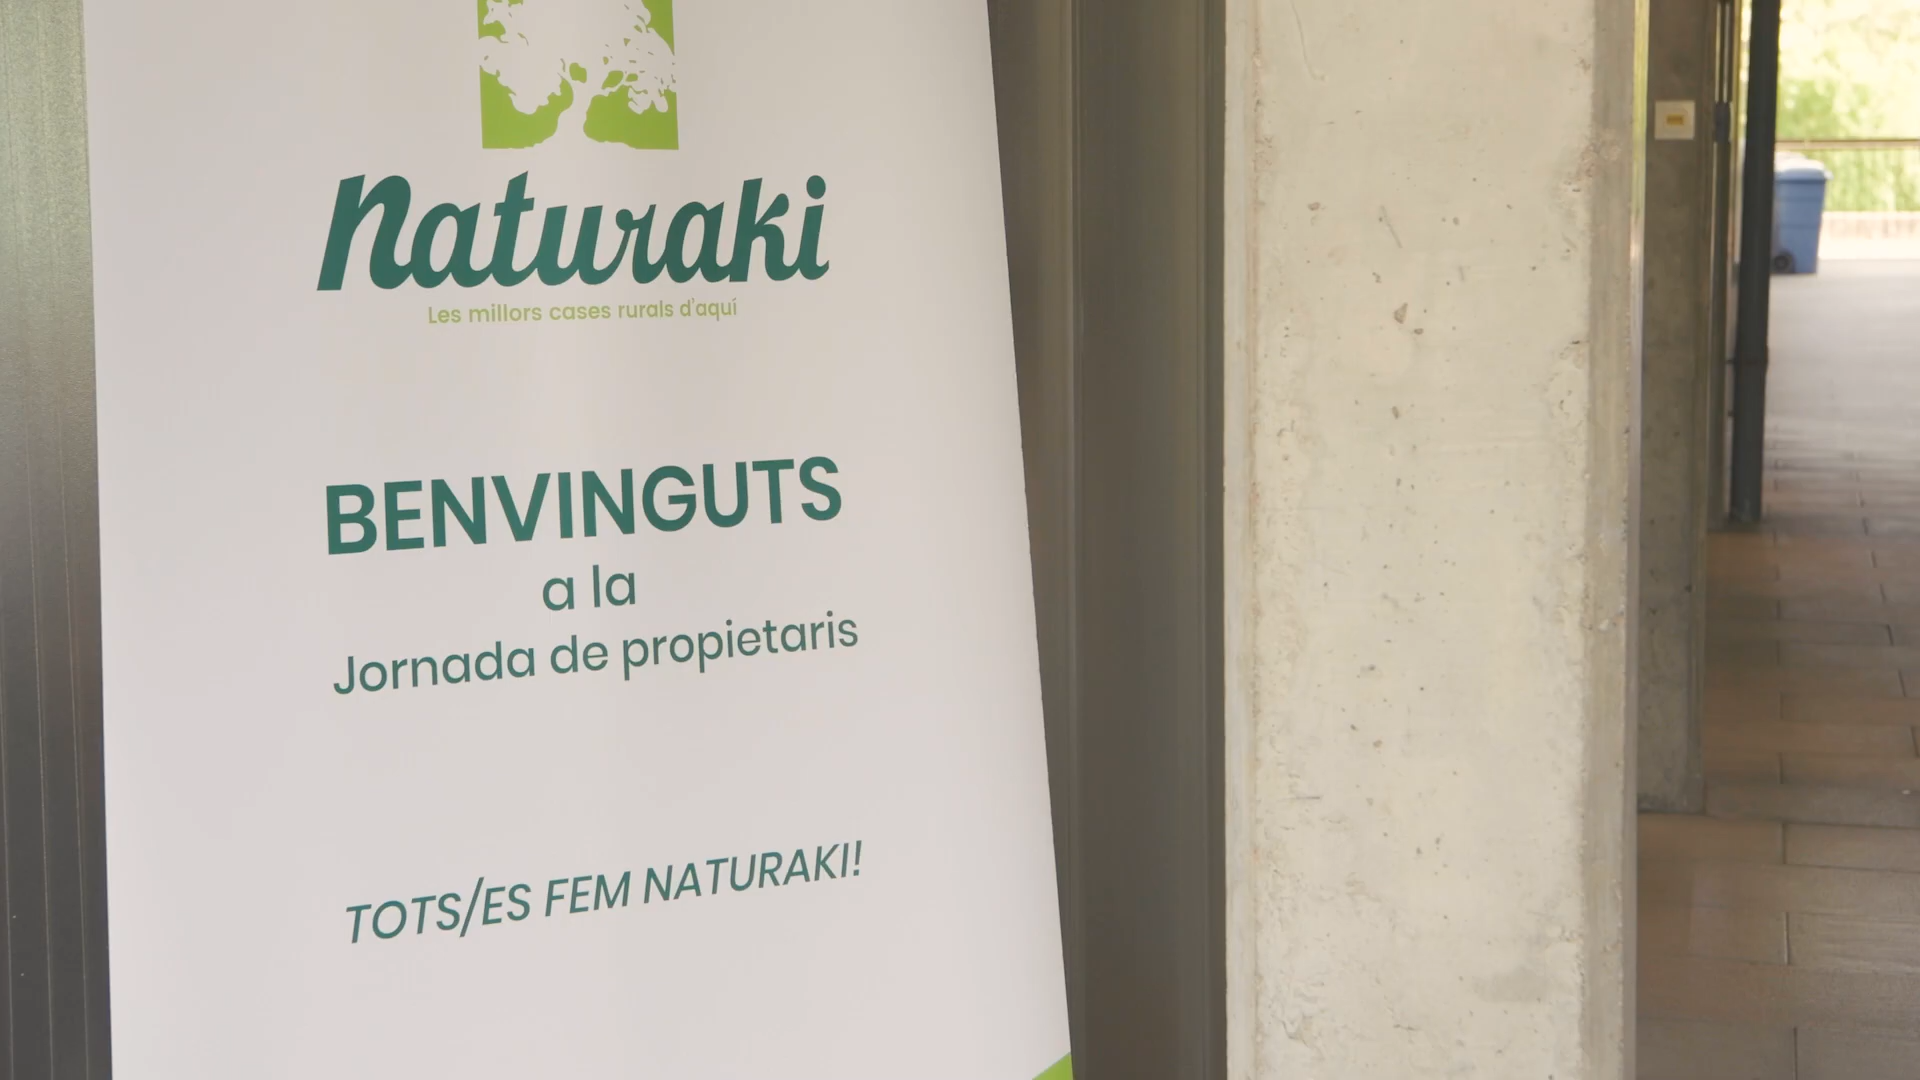 Naturaki
Les millors cases rurals d'aquí
BENVINGUTS
a la
Jornada de propietaris
TOTS/ES FEM NATURAKI!